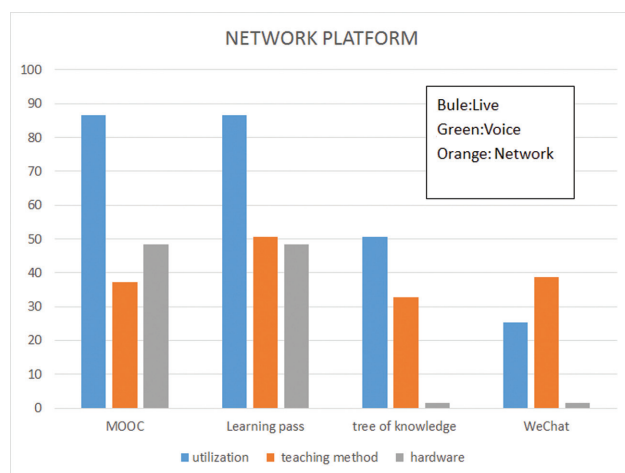 NETWORK PLATFORM
100
90
80
70
60
50
40
30
20
10
0
Bule:Live
Green:Voice
Orange: Network
MOOC Learning pass tree of knowledge WeChat
utilization teaching method hardware